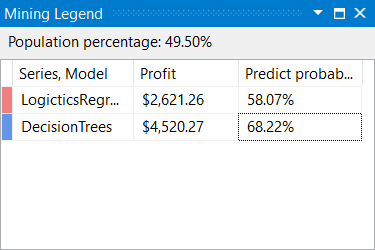 Mining Legend
Population percentage: 49.50%
Series, Model Profit Predict probab...
LogicticsRegr... $2,621.26 58.07%
DecisionTrees $4,520.27 68.22%